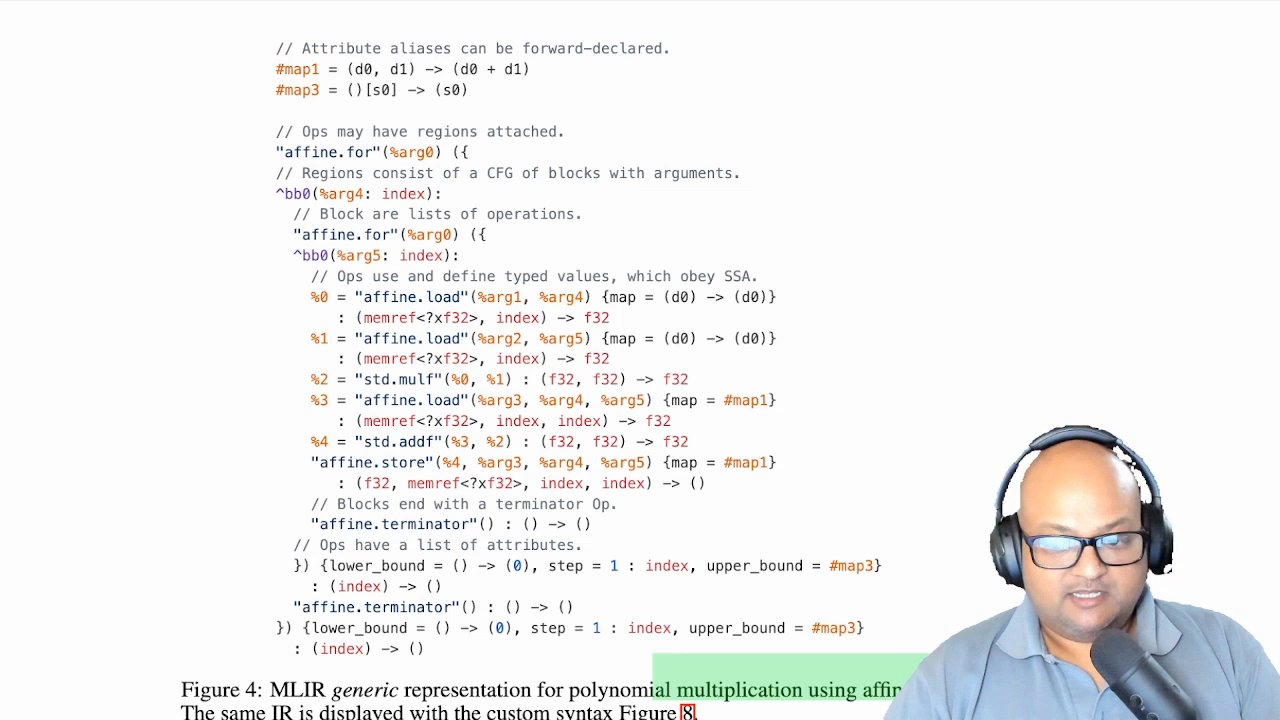 // Attribute aliases can be forward-declared.
#map1 = (d0, d1) -> (d0 + d1)
#map3 = ()[s0] -> (s0)
// Ops may have regions attached.
"affine.for"(%arg0) ({
// Regions consist of a CFG of blocks with arguments.
^bb0(%arg4: index):
// Block are lists of operations.
"affine.for"(%arg0) ({
^bb0(%arg5: index):
// Ops use and define typed values, which obey SSA.
%0 = "affine.load"(%arg1, %arg4) {map = (d0) -> (d0)}
: (memref<?xf32>, index) -> f32
%1 = "affine.load"(%arg2, %arg5) {map = (d0) -> (d0)}
: (memref<?xf32>, index) -> f32
%2 = "std.mulf"(%0, %1) : (f32, f32) -> f32
%3 = "affine.load"(%arg3, %arg4, %arg5) {map = #map1}
: (memref<?xf32>, index, index) -> f32
%4 = "std.addf"(%3, %2) : (f32, f32) -> f32
"affine.store"(%4, %arg3, %arg4, %arg5) {map = #map1}
: (f32, memref<?xf32>, index, index) -> ()
// Blocks end with a terminator Op.
"affine.terminator"() : () -> ()
// Ops have a list of attributes.
}) {lower_bound = () -> (0), step = 1 : index, upper_bound = #map3}
: (index) -> ()
"affine.terminator"() : () -> ()
}) {lower_bound = () -> (0), step = 1 : index, upper_bound = #map3}
: (index) -> ()
Figure 4: MLIR generic representation for polynomial multiplication using
The same IR is displayed with the custom syntax Figure 8.